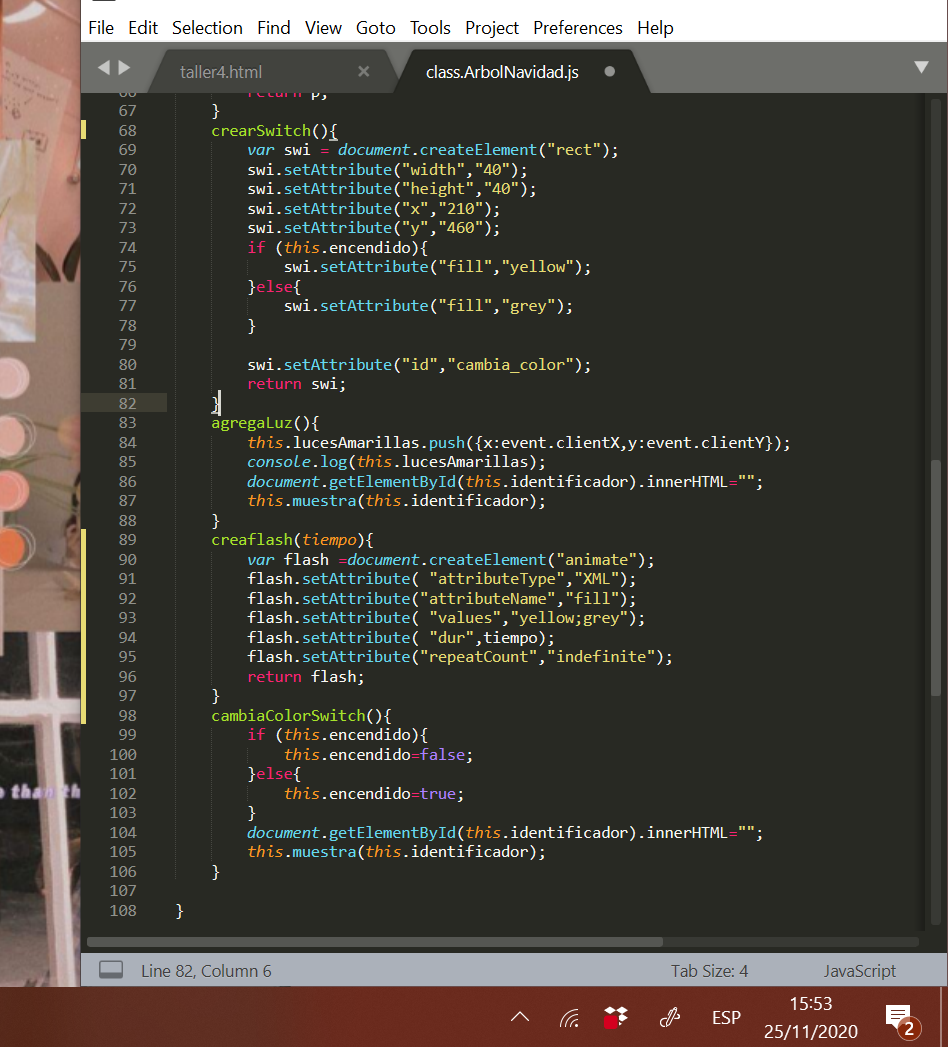 File Edit Selection Find View Goto Tools Project Preferences Help
taller4.html × class.ArbolNavidad.js
66 return p;
67 }
68 crearSwitch(){
69 var swi = document.createElement("rect");
70 swi.setAttribute("width","40");
71 swi.setAttribute("height","40");
72 swi.setAttribute("x","210");
73 swi.setAttribute("y","460");
74 if (this.encendido){
75 swi.setAttribute("fill","yellow");
76 }else{
77 swi.setAttribute("fill","grey");
78 }
79
80 swi.setAttribute("id","cambia_color");
81 return swi;
82 }
83 agregaLuz(){
84 this.lucesAmarillas.push({x:event.clientX,y:event.clientY});
85 console.log(this.lucesAmarillas);
86 document.getElementById(this.identificador).innerHTML="";
87 this.muestra(this.identificador);
88 }
89 creaflash(tiempo){
90 var flash =document.createElement("animate");
91 flash.setAttribute( "attributeType","XML");
92 flash.setAttribute("attributeName","fill");
93 flash.setAttribute( "values","yellow;grey");
94 flash.setAttribute( "dur",tiempo);
95 flash.setAttribute("repeatCount","indefinite");
96 return flash;
97 }
98 cambiaColorSwitch(){
99 if (this.encendido){
100 this.encendido=false;
101 }else{
102 this.encendido=true;
103 }
104 document.getElementById(this.identificador).innerHTML="";
105 this.muestra(this.identificador);
106 }
107
108 }
than th
Line 82, Column 6 Tab Size: 4 JavaScript
ESP 15:53
25/11/2020 2